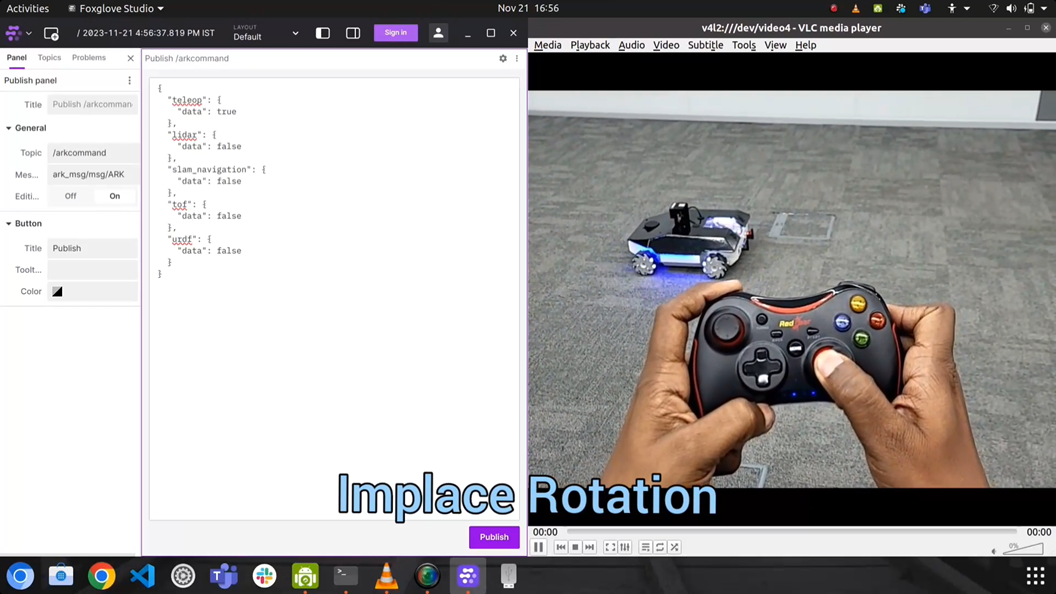 Activities
Foxglove Studio
Nov 21 16:56
/ 2023-11-21 4:56:37.819 PM IST
LAYOUT
Default
Sign in
v4l2:///dev/video4 - VLC media player
Media Playback Audio Video Subtitle Tools View Help
Panel Topics Problems
Publish panel
Title Publish /arkcomman
General
Topic /arkcommand
Mes... ark_msg/msg/ARK
Editi... Off On
Button
Title Publish
Toolt...
Color
Publish /arkcommand
{
"teleop": {
"data": true
},
"lidar": {
"data": false
},
"slam_navigation": {
"data": false
},
"tof": {
"data": false
},
"urdf": {
"data": false
}
}
Publish
Redgear
Implace Rotation
00:00
00:00
0%